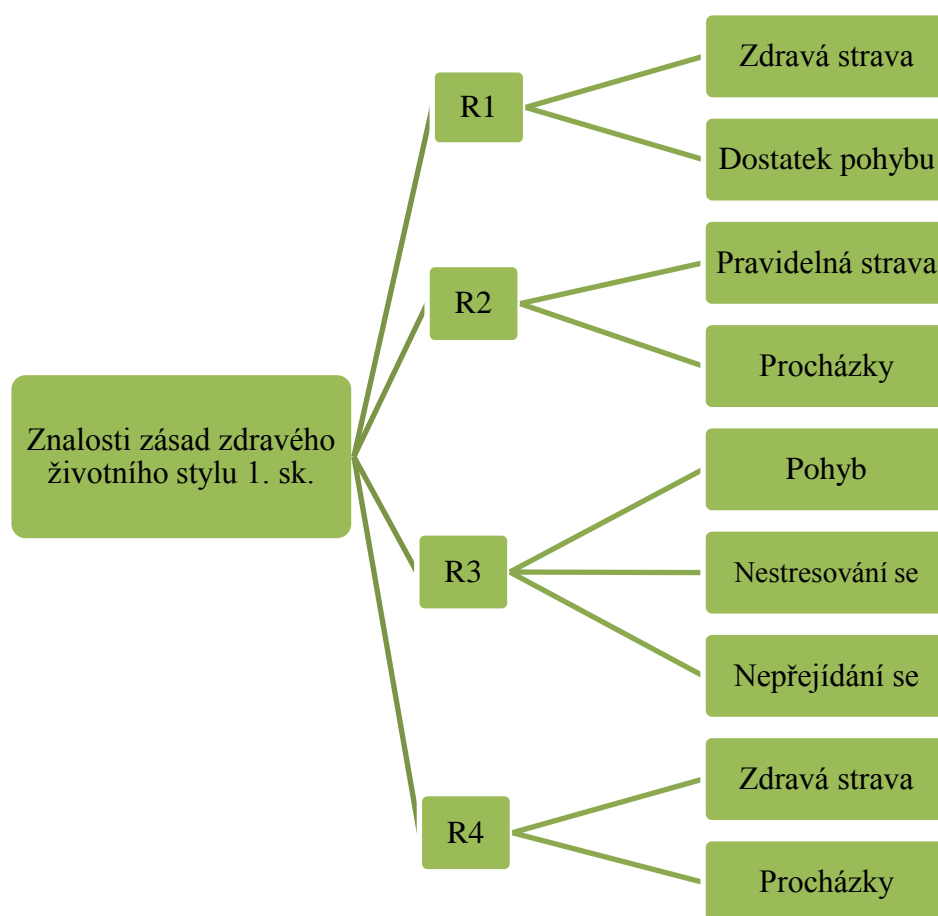 Znalosti zásad zdravého
životního stylu 1. sk.
R1
Zdravá strava
Dostatek pohybu
R2
Pravidelná strava
Procházky
R3
Pohyb
Nestresování se
Nepřejídání se
R4
Zdravá strava
Procházky